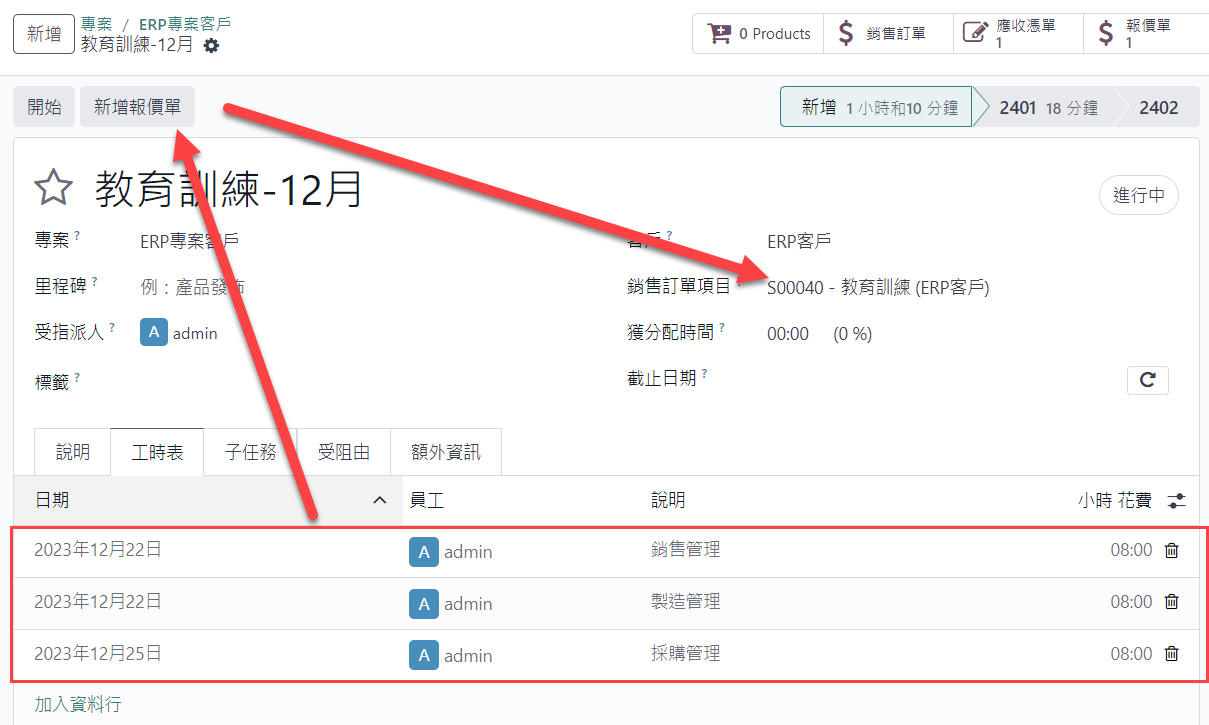 新增
專案 / ERP專案客戶
教育訓練-12月
0 Products
銷售訂單
應收憑單
1
報價單
1
開始
新增報價單
新增 1 小時和10 分鐘
2401 18 分鐘
2402
教育訓練-12月
進行中
專案 ?
ERP專案客戶
里程碑 ?
例：產品發佈
受指派人 ?
A admin
標籤 ?
客戶 ?
ERP客戶
銷售訂單項目 ?
S00040 - 教育訓練 (ERP客戶)
獲分配時間 ?
00:00 (0 %)
截止日期 ?
說明
工時表
子任務
受阻由
額外資訊
日期 員工 說明 小時 花費
2023年12月22日 A admin 銷售管理 08:00
2023年12月22日 A admin 製造管理 08:00
2023年12月25日 A admin 採購管理 08:00
加入資料行